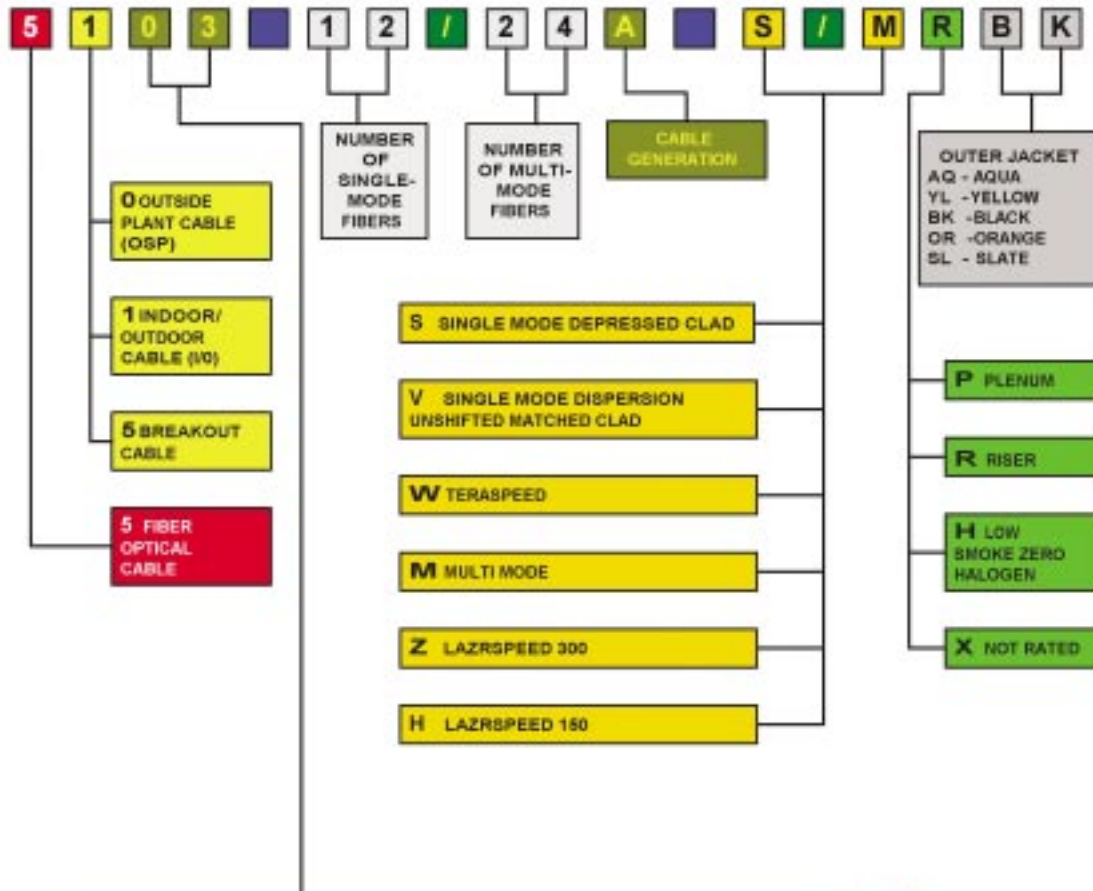 5 1 0 3 1 2 / 2 4 A S / M R B K
NUMBER
OF
SINGLE-
MODE
FIBERS
NUMBER
OF MULTI-
MODE
FIBERS
CABLE
GENERATION
OUTER JACKET
AQ - AQUA
YL -YELLOW
BK -BLACK
OR -ORANGE
SL - SLATE
0 OUTSIDE
PLANT CABLE
(OSP)
1 INDOOR/
OUTDOOR
CABLE (I/0)
5 BREAKOUT
CABLE
5 FIBER
OPTICAL
CABLE
S SINGLE MODE DEPRESSED CLAD
V SINGLE MODE DISPERSION
UNSHIFTED MATCHED CLAD
W TERASPEED
M MULTI MODE
Z LAZRSPEED 300
H LAZRSPEED 150
P PLENUM
R RISER
H LOW
SMOKE ZERO
HALOGEN
X NOT RATED